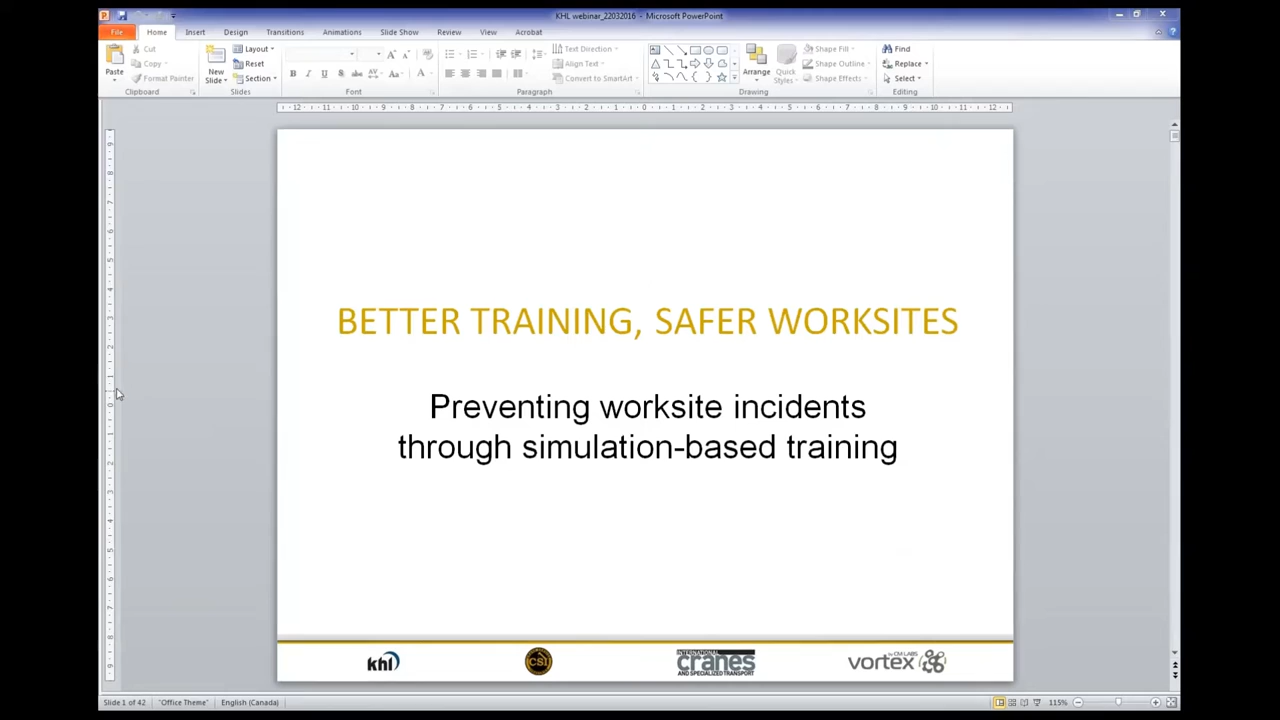 KHL webinar_22032016 - Microsoft PowerPoint
File Home Insert Design Transitions Animations Slide Show Review View Acrobat
Paste
Cut
Copy
Format Painter
Clipboard
New Slide
Layout
Reset
Section
Slides
Font
Paragraph
Text Direction
Align Text
Convert to SmartArt
Arrange
Quick Styles
Shape Fill
Shape Outline
Shape Effects
Drawing
Find
Replace
Select
Editing
BETTER TRAINING, SAFER WORKSITES
Preventing worksite incidents
through simulation-based training
khl
CSI
INTERNATIONAL
cranes
AND SPECIALIZED TRANSPORT
by CM LABS
vortex
Slide 1 of 42 "Office Theme" English (Canada) 115%